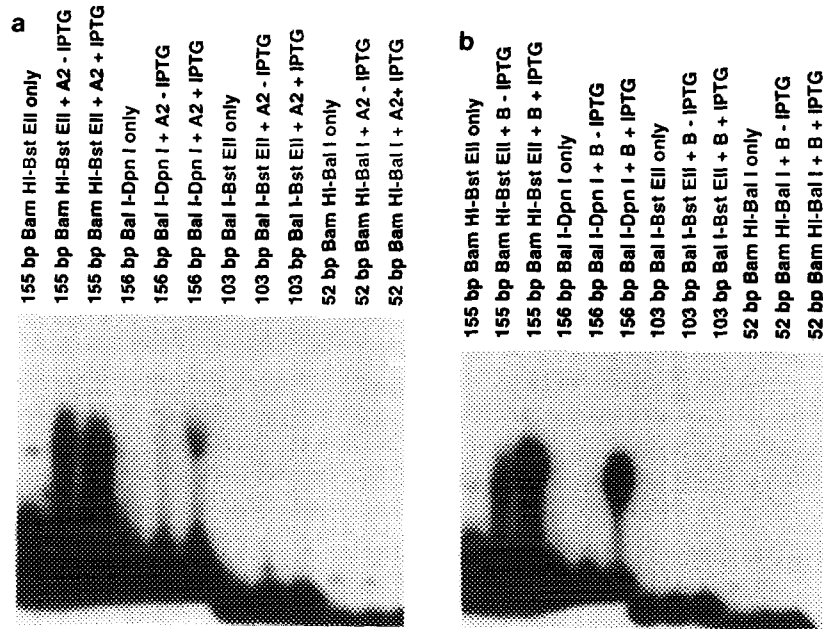 a
155 bp Bam HI-Bst EII only
155 bp Bam HI-Bst EII + A2 - IPTG
155 bp Bam HI-Bst EII + A2 + IPTG
156 bp Bal I-Dpn I only
156 bp Bal I-Dpn I + A2 - IPTG
156 bp Bal I-Dpn I + A2 + IPTG
103 bp Bal I-Bst EII only
103 bp Bal I-Bst EII + A2 - IPTG
103 bp Bal I-Bst EII + A2 + IPTG
52 bp Bam HI-Bal I only
52 bp Bam HI-Bal I + A2 - IPTG
52 bp Bam HI-Bal I + A2+ IPTG
b
155 bp Bam HI-Bst EII only
155 bp Bam HI-Bst EII + B - IPTG
155 bp Bam HI-Bst EII + B + IPTG
156 bp Bal I-Dpn I only
156 bp Bal I-Dpn I + B - IPTG
156 bp Bal I-Dpn I + B + IPTG
103 bp Bal I-Bst EII only
103 bp Bal I-Bst EII + B - IPTG
103 bp Bal I-Bst EII + B + IPTG
52 bp Bam HI-Bal I only
52 bp Bam HI-Bal I + B - IPTG
52 bp Bam HI-Bal I + B + IPTG